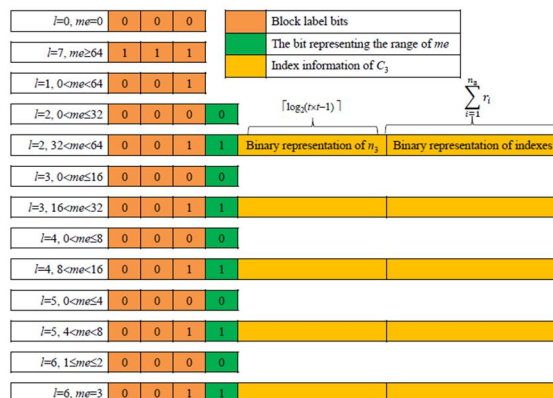 l=0, me=0 0 0 0
Block label bits
l=7, me≥64 1 1 1
The bit representing the range of me
Index information of C₃
l=1, 0<me<64 0 0 1
l=2, 0<me≤32 0 0 0 0
⌈log₂(t×t−1)⌉
l=2, 32<me<64 0 0 1 1 Binary representation of n₃ Binary representation of indexes
l=3, 0<me≤16 0 0 0 0
l=3, 16<me<32 0 0 1 1
l=4, 0<me≤8 0 0 0 0
l=4, 8<me<16 0 0 1 1
l=5, 0<me≤4 0 0 0 0
l=5, 4<me<8 0 0 1 1
l=6, 1≤me≤2 0 0 0 0
l=6, me=3 0 0 1 1